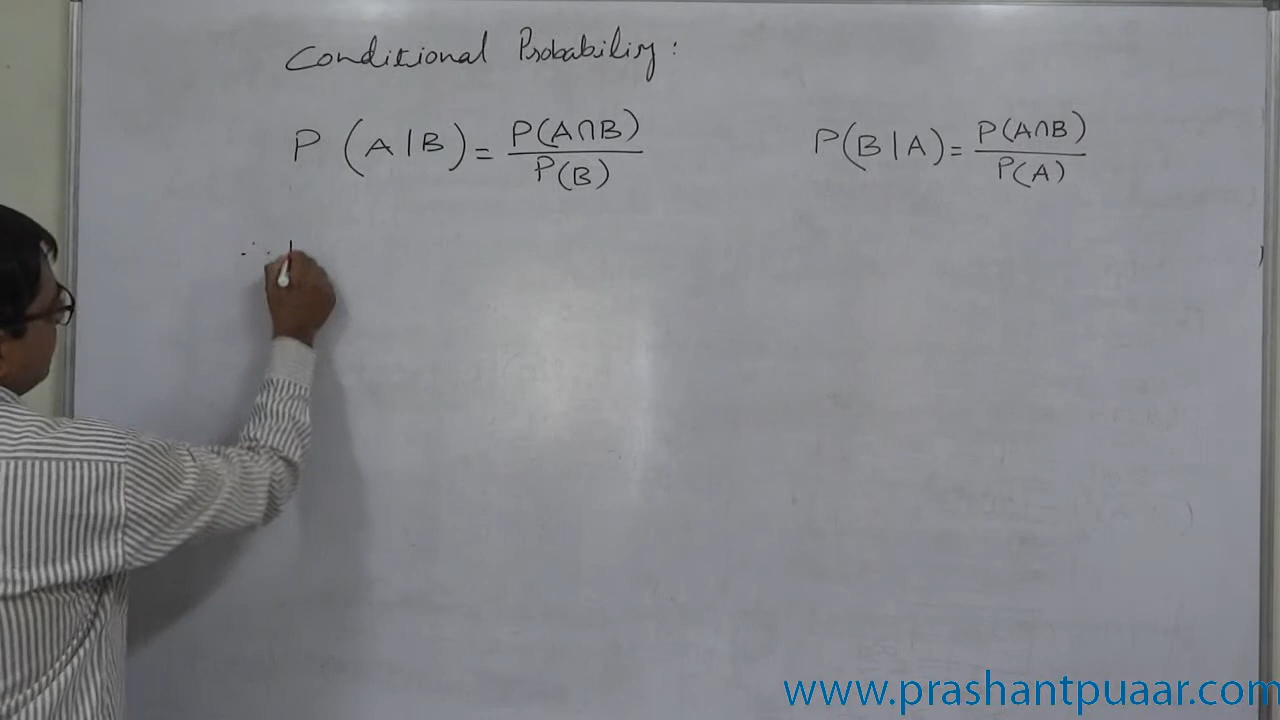 Conditional Probability :
P (A|B) = P(A∩B) / P(B)
P(B|A) = P(A∩B) / P(A)
www.prashantpuaar.com